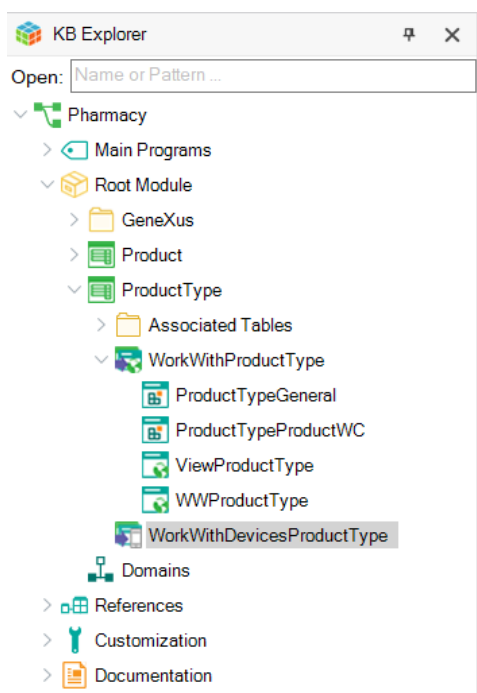 KB Explorer
Open: Name or Pattern ...
Pharmacy
Main Programs
Root Module
GeneXus
Product
ProductType
Associated Tables
WorkWithProductType
ProductTypeGeneral
ProductTypeProductWC
ViewProductType
WWProductType
WorkWithDevicesProductType
Domains
References
Customization
Documentation